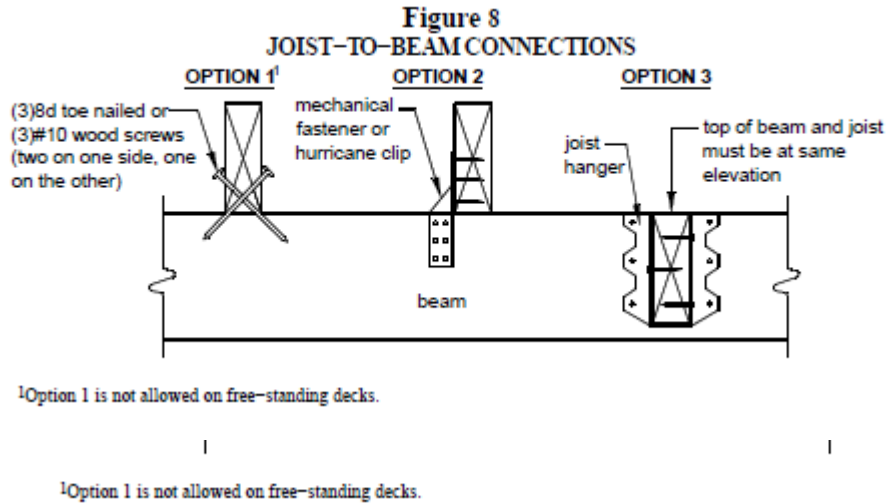 Figure 8
JOIST−TO−BEAM CONNECTIONS
OPTION 1¹
OPTION 2
OPTION 3
(3)8d toe nailed or
(3)#10 wood screws
(two on one side, one
on the other)
mechanical
fastener or
hurricane clip
joist
hanger
top of beam and joist
must be at same
elevation
beam
¹Option 1 is not allowed on free−standing decks.
¹Option 1 is not allowed on free−standing decks.